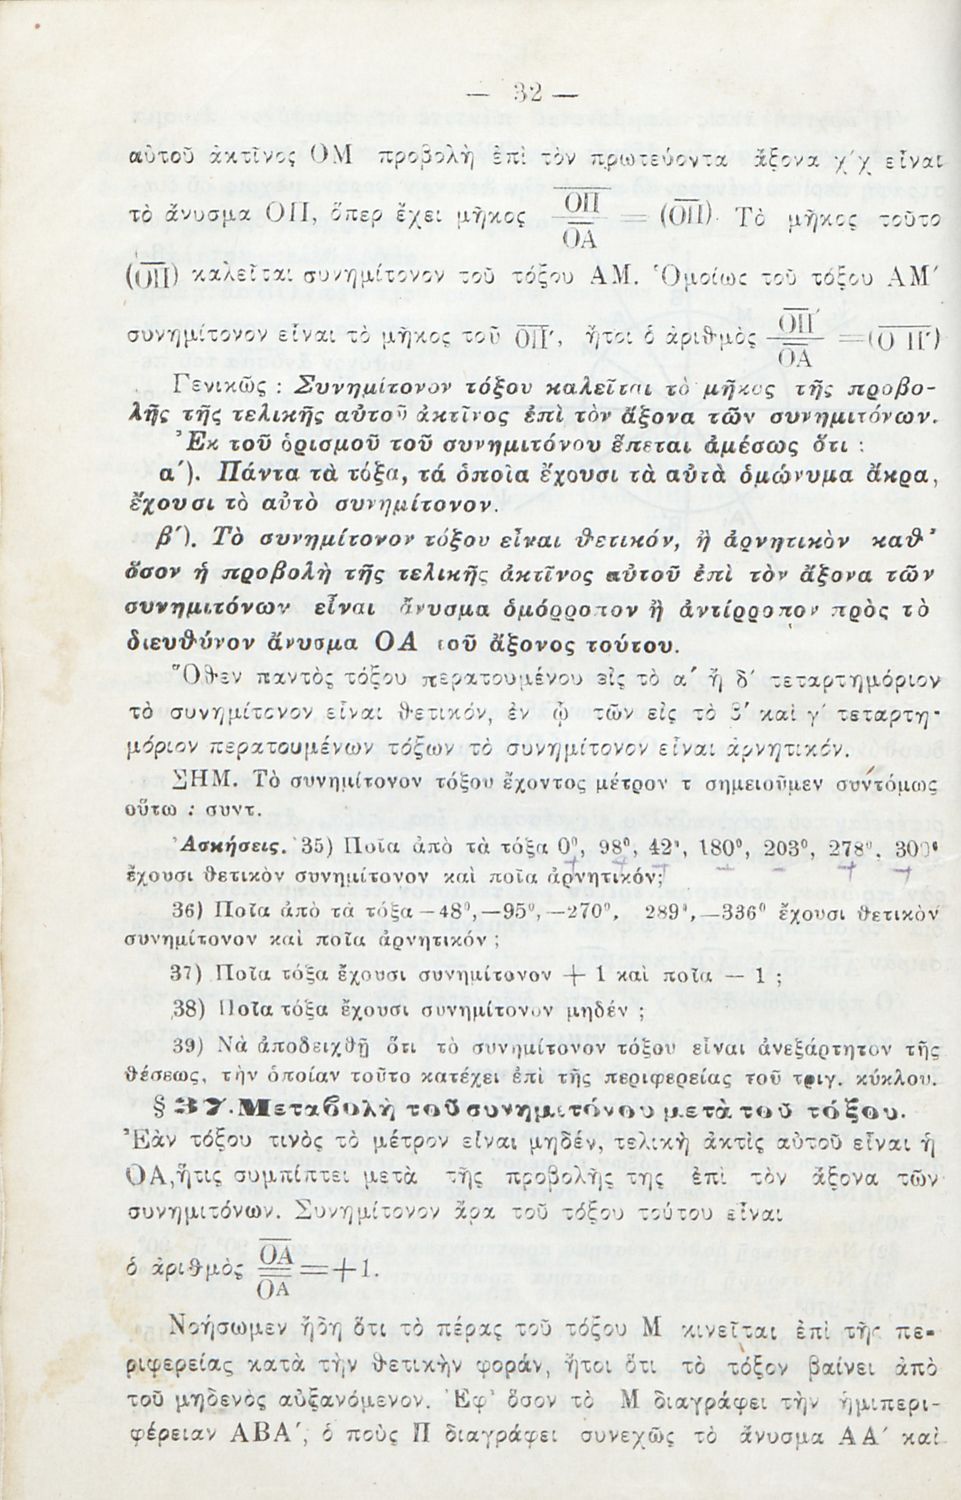 — 32 —
αὐτοῦ ἀκτῖνος ΟΜ προβολὴ ἐπὶ τὸν πρωτεύοντα ἄξονα χ΄χ εἶναι
τὸ ἄνυσμα ΟΠ, ὅπερ ἔχει μῆκος ΟΠ/ΟΑ = (ΟΠ) Τὸ μῆκος τοῦτο
(ΟΠ) καλεῖται συνημίτονον τοῦ τόξου ΑΜ. Ὁμοίως τοῦ τόξου ΑΜ΄
συνημίτονον εἶναι τὸ μῆκος τοῦ ΟΠ΄, ἤτοι ὁ ἀριθμὸς ΟΠ΄/ΟΑ = (ΟΠ΄)
Γενικῶς : Συνημίτονον τόξου καλεῖται τὸ μῆκος τῆς προβο-
λῆς τῆς τελικῆς αὐτοῦ ἀκτῖνος ἐπὶ τὸν ἄξονα τῶν συνημιτόνων.
Ἐκ τοῦ ὁρισμοῦ τοῦ συνημιτόνου ἕπεται ἀμέσως ὅτι :
α΄). Πάντα τὰ τόξα, τά ὁποῖα ἔχουσι τὰ αὐτὰ ὁμώνυμα ἄκρα,
ἔχουσι τὸ αὐτὸ συνημίτονον.
β΄). Τὸ συνημίτονον τόξου εἶναι θετικόν, ἢ ἀρνητικὸν καθ᾿
ὅσον ἡ προβολὴ τῆς τελικῆς ἀκτῖνος αὐτοῦ ἐπὶ τὸν ἄξονα τῶν
συνημιτόνων εἶναι ἄνυσμα ὁμόρροπον ἢ ἀντίρροπον πρὸς τὸ
διευθύνον ἄνυσμα ΟΑ τοῦ ἄξονος τούτου.
Ὅθεν παντὸς τόξου περατουμένου εἰς τὸ α΄ ἢ δ΄ τεταρτημόριον
τὸ συνημίτονον εἶναι θετικόν, ἐν ᾧ τῶν εἰς τὸ β΄ καὶ γ΄ τεταρτη-
μόριον περατουμένων τόξων τὸ συνημίτονον εἶναι ἀρνητικόν.
ΣΗΜ. Τὸ συνημίτονον τόξου ἔχοντος μέτρον τ σημειοῦμεν συντόμως
οὕτω : συντ.
Ἀσκήσεις. 35) Ποῖα ἀπὸ τὰ τόξα 0⁰, 98⁰, 42⁰, 180⁰, 203⁰, 278⁰, 300⁰
ἔχουσι θετικὸν συνημίτονον καὶ ποῖα ἀρνητικόν;
36) Ποῖα ἀπὸ τὰ τόξα —48⁰, —95⁰, —270⁰, 289⁰, —336⁰ ἔχουσι θετικὸν
συνημίτονον καὶ ποῖα ἀρνητικόν ;
37) Ποῖα τόξα ἔχουσι συνημίτονον + 1 καὶ ποῖα — 1 ;
38) Ποῖα τόξα ἔχουσι συνημίτονον μηδέν ;
39) Νὰ ἀποδειχθῇ ὅτι τὸ συνημίτονον τόξου εἶναι ἀνεξάρτητον τῆς
θέσεως, τὴν ὁποίαν τοῦτο κατέχει ἐπὶ τῆς περιφερείας τοῦ τριγ. κύκλου.
§ 37. Μεταβολὴ τοῦ συνημιτόνου μετὰ τοῦ τόξου.
Ἐὰν τόξου τινὸς τὸ μέτρον εἶναι μηδέν, τελικὴ ἀκτὶς αὐτοῦ εἶναι ἡ
ΟΑ, ἥτις συμπίπτει μετὰ τῆς προβολῆς της ἐπὶ τὸν ἄξονα τῶν
συνημιτόνων. Συνημίτονον ἄρα τοῦ τόξου τούτου εἶναι
ὁ ἀριθμὸς ΟΑ/ΟΑ = +1.
Νοήσωμεν ἤδη ὅτι τὸ πέρας τοῦ τόξου Μ κινεῖται ἐπὶ τῆς πε-
ριφερείας κατὰ τὴν θετικὴν φοράν, ἤτοι ὅτι τὸ τόξον βαίνει ἀπὸ
τοῦ μηδενὸς αὐξανόμενον. Ἐφ᾿ ὅσον τὸ Μ διαγράφει τὴν ἡμιπερι-
φέρειαν ΑΒΑ΄, ὁ ποὺς Π διαγράφει συνεχῶς τὸ ἄνυσμα ΑΑ΄ καὶ